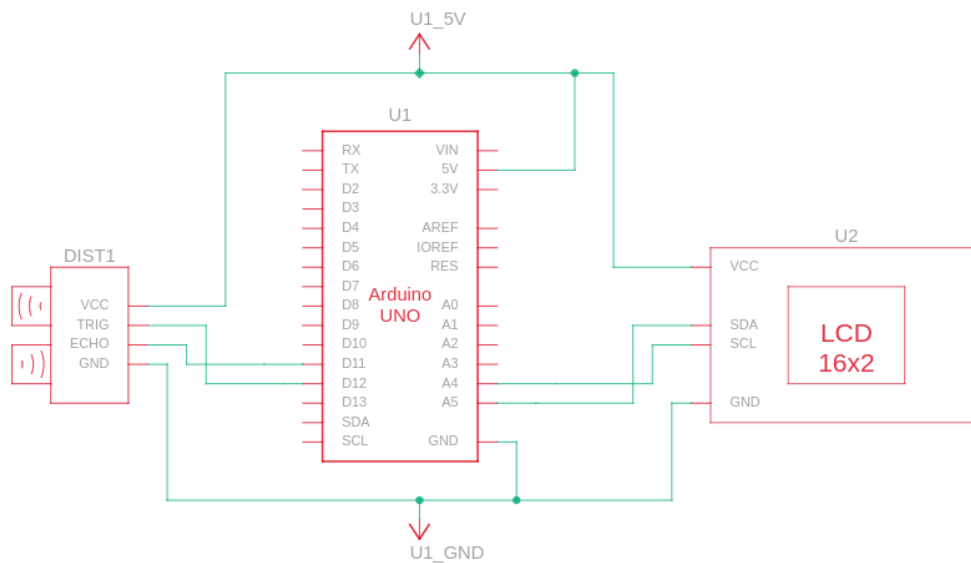 U1_5V
U1
RX
TX
D2
D3
D4
D5
D6
D7
D8
D9
D10
D11
D12
D13
SDA
SCL
VIN
5V
3.3V
AREF
IOREF
RES
A0
A1
A2
A3
A4
A5
GND
Arduino
UNO
DIST1
VCC
TRIG
ECHO
GND
U2
VCC
SDA
SCL
GND
LCD
16x2
U1_GND